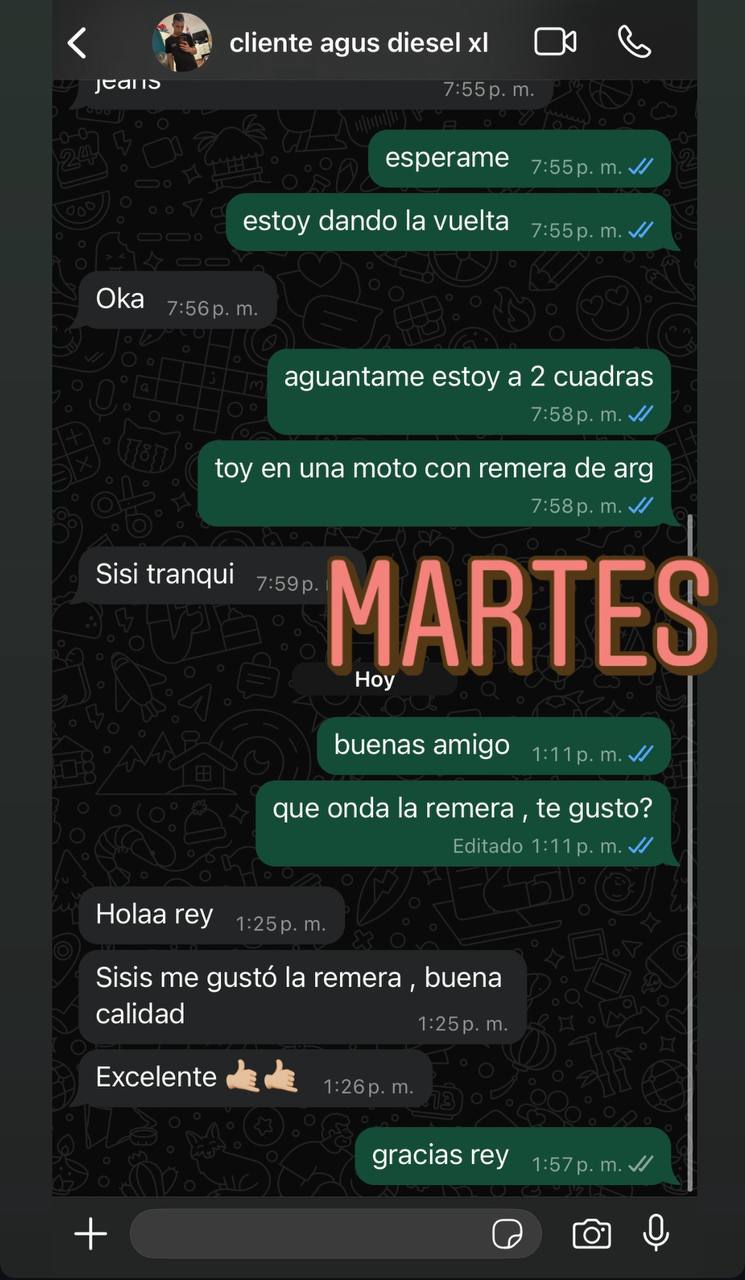 cliente agus diesel xl
jeans
7:55 p. m.
esperame 7:55 p. m.
estoy dando la vuelta 7:55 p. m.
Oka 7:56 p. m.
aguantame estoy a 2 cuadras
7:58 p. m.
toy en una moto con remera de arg
7:58 p. m.
Sisi tranqui 7:59 p.
MARTES
Hoy
buenas amigo 1:11 p. m.
que onda la remera , te gusto?
Editado 1:11 p. m.
Holaa rey 1:25 p. m.
Sisis me gustó la remera , buena
calidad 1:25 p. m.
Excelente 🤙🏼🤙🏼 1:26 p. m.
gracias rey 1:57 p. m.